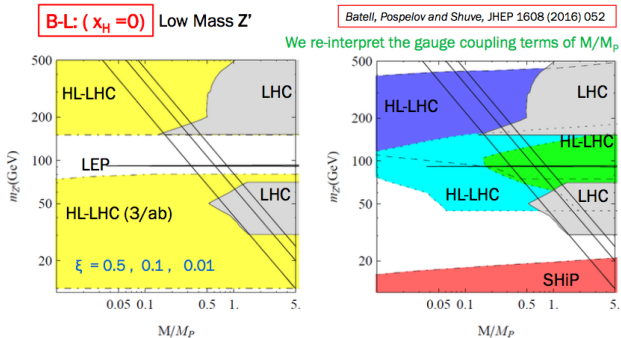 B-L: ( x_H =0) Low Mass Z'
Batell, Pospelov and Shuve, JHEP 1608 (2016) 052
We re-interpret the gauge coupling terms of M/M_P
500
200
100
50
20
m_Z'(GeV)
HL-LHC
LHC
LEP
LHC
HL-LHC (3/ab)
ξ = 0.5, 0.1, 0.01
0.05 0.1 0.5 1. 5.
M/M_P
500
200
100
50
20
m_Z'(GeV)
HL-LHC
LHC
HL-LHC
HL-LHC
LHC
SHiP
0.05 0.1 0.5 1. 5.
M/M_P